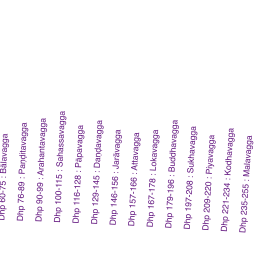 Dhp 60-75 : Bālavagga
Dhp 76-89 : Paṇḍitavagga
Dhp 90-99 : Arahantavagga
Dhp 100-115 : Sahassavagga
Dhp 116-128 : Pāpavagga
Dhp 129-145 : Daṇḍavagga
Dhp 146-156 : Jarāvagga
Dhp 157-166 : Attavagga
Dhp 167-178 : Lokavagga
Dhp 179-196 : Buddhavagga
Dhp 197-208 : Sukhavagga
Dhp 209-220 : Piyavagga
Dhp 221-234 : Kodhavagga
Dhp 235-255 : Malavagga